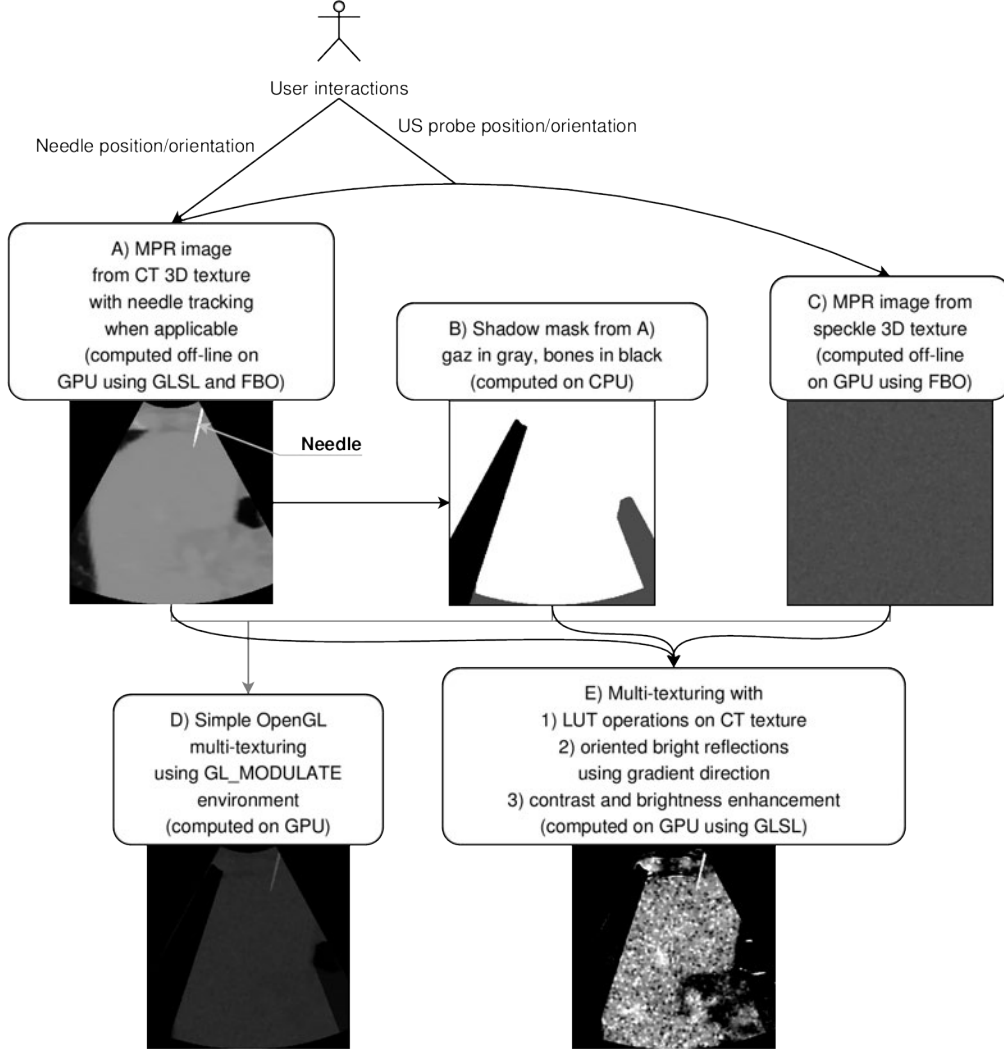 User interactions
US probe position/orientation
Needle position/orientation
A) MPR image
from CT 3D texture
with needle tracking
when applicable
(computed off-line on
GPU using GLSL and FBO)
B) Shadow mask from A)
gaz in gray, bones in black
(computed on CPU)
C) MPR image from
speckle 3D texture
(computed off-line
on GPU using FBO)
Needle
D) Simple OpenGL
multi-texturing
using GL_MODULATE
environment
(computed on GPU)
E) Multi-texturing with
1) LUT operations on CT texture
2) oriented bright reflections
using gradient direction
3) contrast and brightness enhancement
(computed on GPU using GLSL)